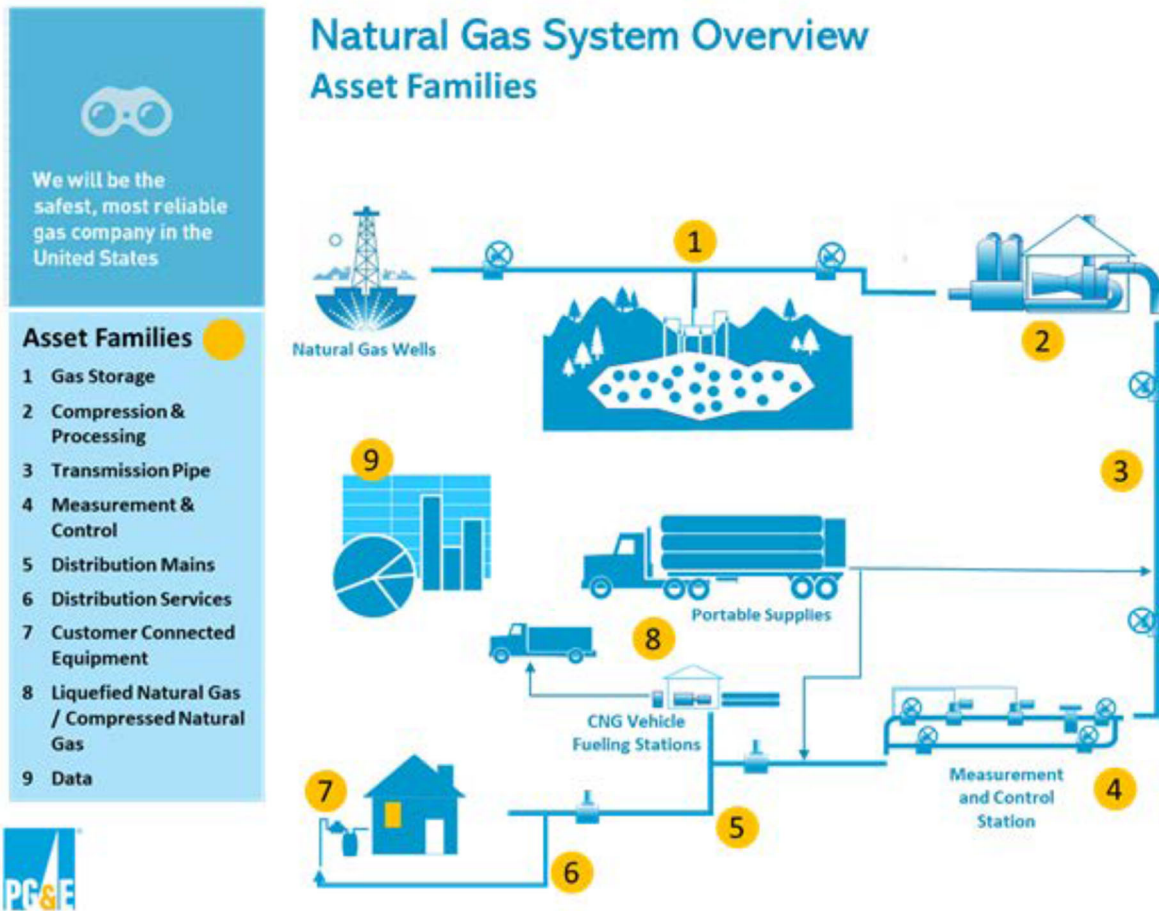 Natural Gas System Overview
Asset Families
We will be the
safest, most reliable
gas company in the
United States
Asset Families
1 Gas Storage
2 Compression &
Processing
3 Transmission Pipe
4 Measurement &
Control
5 Distribution Mains
6 Distribution Services
7 Customer Connected
Equipment
8 Liquefied Natural Gas
/ Compressed Natural
Gas
9 Data
PG&E
1
Natural Gas Wells
2
9
3
Portable Supplies
8
CNG Vehicle
Fueling Stations
Measurement
and Control
Station
4
7
5
6